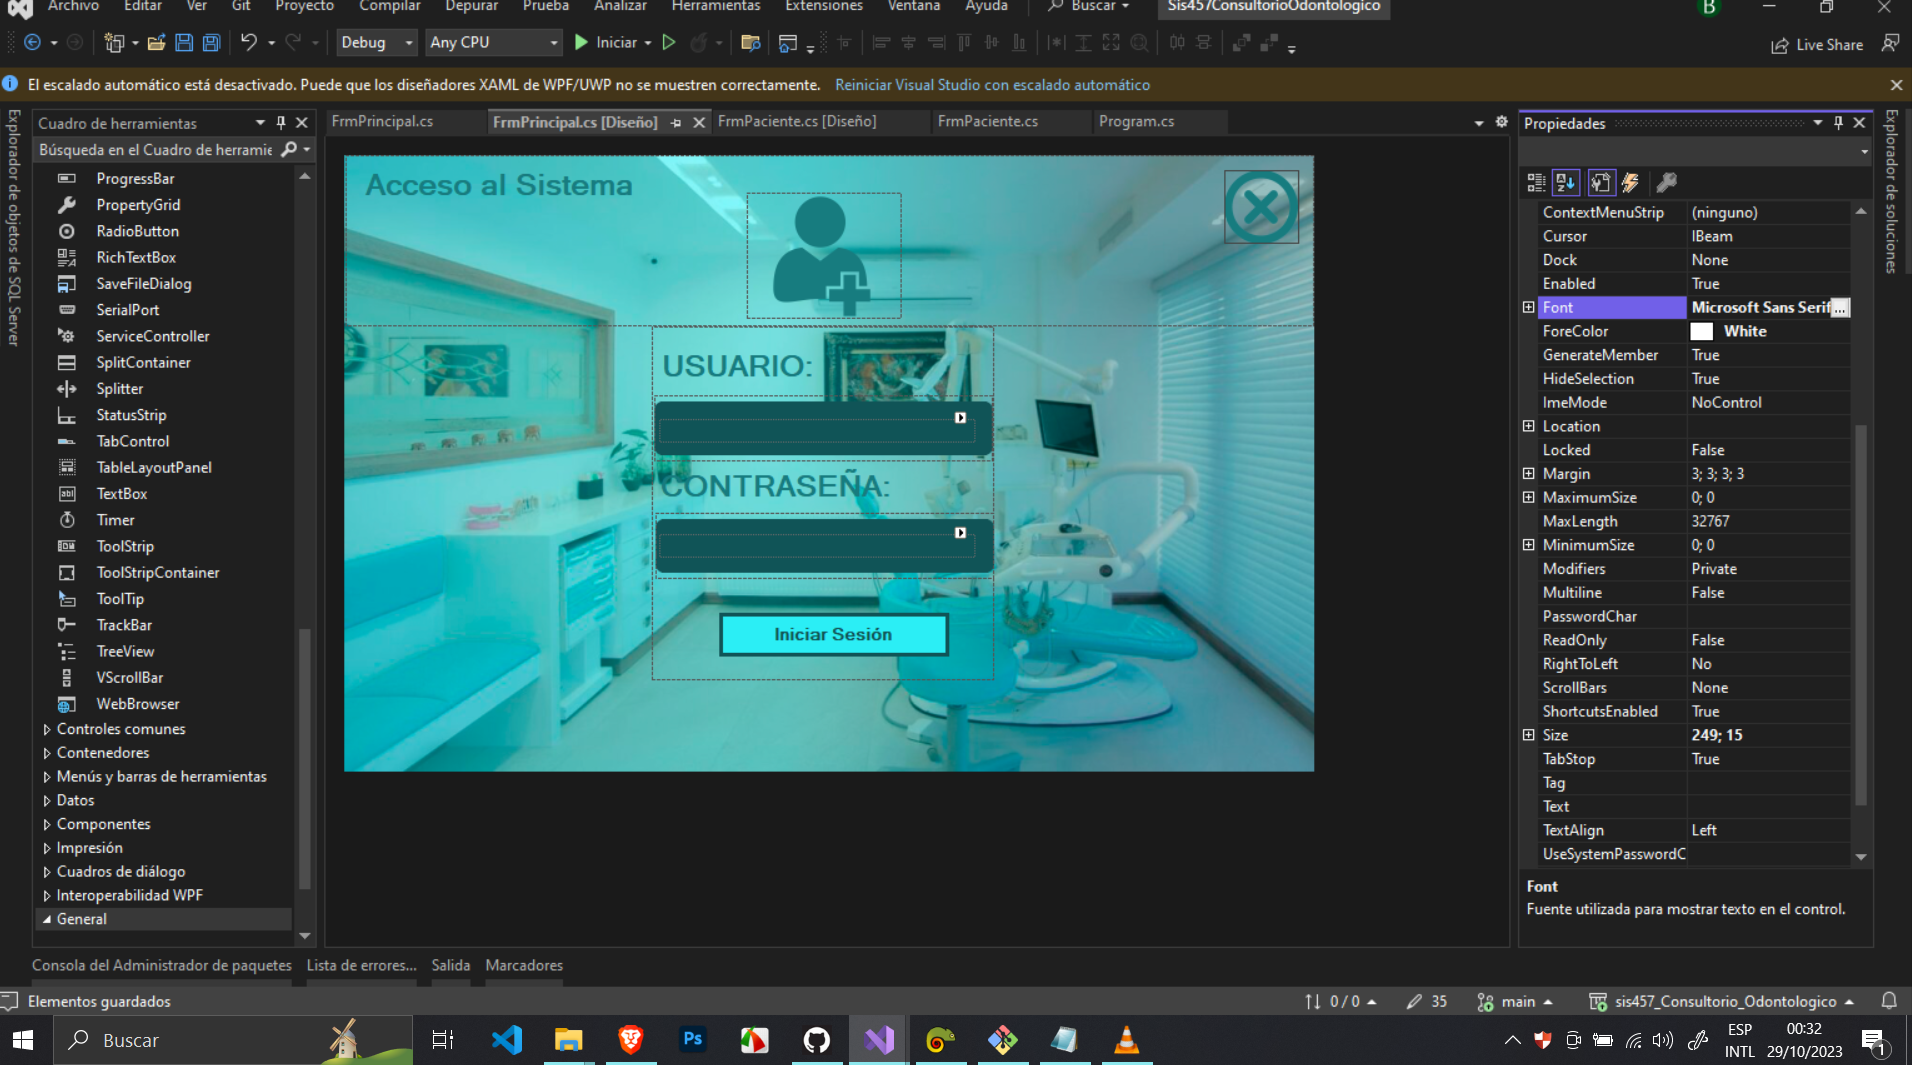 Archivo Editar Ver Git Proyecto Compilar Depurar Prueba Analizar Herramientas Extensiones Ventana Ayuda Buscar Sis457ConsultorioOdontologico B
Debug Any CPU Iniciar Live Share
El escalado automático está desactivado. Puede que los diseñadores XAML de WPF/UWP no se muestren correctamente. Reiniciar Visual Studio con escalado automático
Explorador de objetos de SQL Server
Cuadro de herramientas
Búsqueda en el Cuadro de herramie
ProgressBar
PropertyGrid
RadioButton
RichTextBox
SaveFileDialog
SerialPort
ServiceController
SplitContainer
Splitter
StatusStrip
TabControl
TableLayoutPanel
TextBox
Timer
ToolStrip
ToolStripContainer
ToolTip
TrackBar
TreeView
VScrollBar
WebBrowser
Controles comunes
Contenedores
Menús y barras de herramientas
Datos
Componentes
Impresión
Cuadros de diálogo
Interoperabilidad WPF
General
FrmPrincipal.cs FrmPrincipal.cs [Diseño] FrmPaciente.cs [Diseño] FrmPaciente.cs Program.cs
Acceso al Sistema
USUARIO:
CONTRASEÑA:
Iniciar Sesión
Propiedades
ContextMenuStrip (ninguno)
Cursor IBeam
Dock None
Enabled True
Font Microsoft Sans Serif ...
ForeColor White
GenerateMember True
HideSelection True
ImeMode NoControl
Location
Locked False
Margin 3; 3; 3; 3
MaximumSize 0; 0
MaxLength 32767
MinimumSize 0; 0
Modifiers Private
Multiline False
PasswordChar
ReadOnly False
RightToLeft No
ScrollBars None
ShortcutsEnabled True
Size 249; 15
TabStop True
Tag
Text
TextAlign Left
UseSystemPasswordC
Font
Fuente utilizada para mostrar texto en el control.
Explorador de soluciones
Consola del Administrador de paquetes Lista de errores... Salida Marcadores
Elementos guardados 0 / 0 35 main sis457_Consultorio_Odontologico
Buscar Ps ESP 00:32
INTL 29/10/2023 1